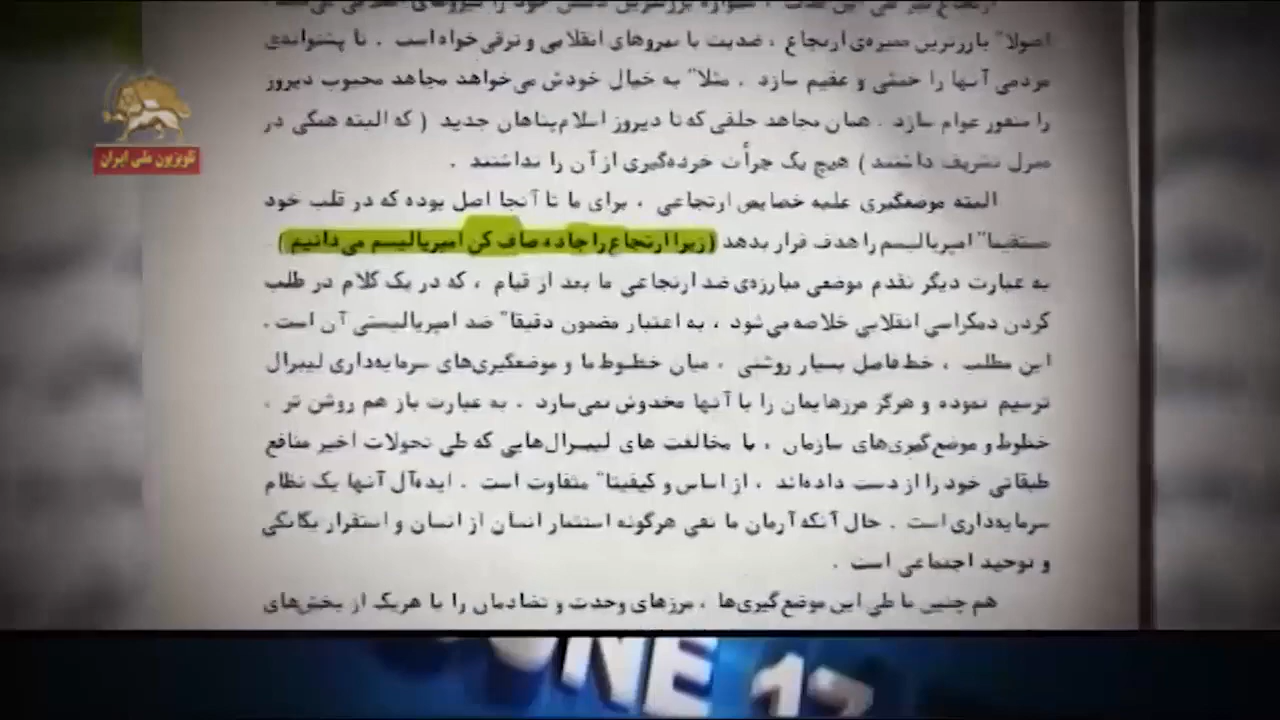 اصولا" بارزترین ممیزه‌ی ارتجاع ، ضدیت با نیروهای انقلابی و ترقی‌خواه است . تا پشتوانه‌ی
مردمی آنها را خنثی و عقیم سازد . مثلا" به خیال خودش می‌خواهد مجاهد محبوب دیروز
را منفور عوام سازد . همان مجاهد خلقی که تا دیروز اسلام‌پناهان جدید ( که البته همگی در
منزل تشریف داشتند ) هیچ یک جرأت خرده‌گیری از آن را نداشتند .
البته موضعگیری علیه خصایص ارتجاعی ، برای ما تا آنجا اصل بوده که در قلب خود
مستقیما" امپریالیسم را هدف قرار بدهد (زیرا ارتجاع را جاده صاف کن امپریالیسم می‌دانیم)
به عبارت دیگر تقدم موضعی مبارزه‌ی ضد ارتجاعی ما بعد از قیام ، که در یک کلام در طلب
کردن دمکراسی انقلابی خلاصه می‌شود ، به اعتبار مضمون دقیقا" ضد امپریالیستی آن است .
این مطلب ، خط فاصل بسیار روشنی ، میان خطوط ما و موضعگیری‌های سرمایه‌داری لیبرال
ترسیم نموده و هرگز مرزهایمان را با آنها مخدوش نمی‌سازد . به عبارت باز هم روشن تر ،
خطوط و موضع‌گیری‌های سازمان ، با مخالفت های لیبرال‌هایی که طی تحولات اخیر منافع
طبقاتی خود را از دست داده‌اند ، از اساس و کیفیتا" متفاوت است . ایده‌آل آنها یک نظام
سرمایه‌داری است . حال آنکه آرمان ما نفی هرگونه استثمار انسان از انسان و استقرار یگانگی
و توحید اجتماعی است .
هم چنین ما طی این موضع‌گیری‌ها ، مرزهای وحدت و تضادمان را با هریک از بخش‌های
تلویزیون ملی ایران
NE 17